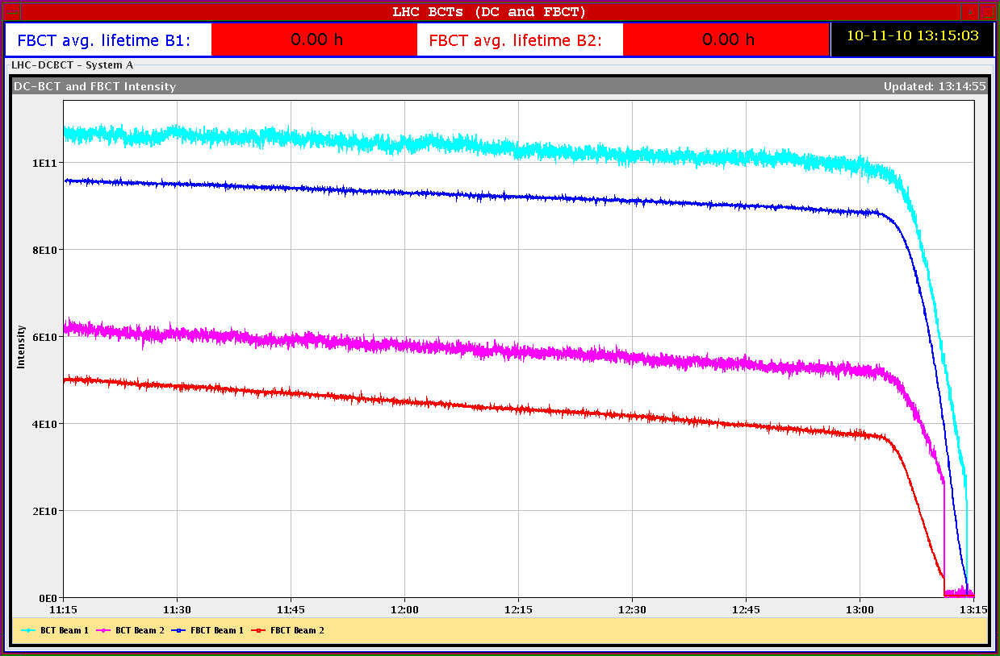 LHC BCTs (DC and FBCT)
FBCT avg. lifetime B1: 0.00 h FBCT avg. lifetime B2: 0.00 h 10-11-10 13:15:03
LHC-DCBCT - System A
DC-BCT and FBCT Intensity Updated: 13:14:55
1E11
8E10
6E10
Intensity
4E10
2E10
0E0
11:15 11:30 11:45 12:00 12:15 12:30 12:45 13:00 13:15
BCT Beam 1 BCT Beam 2 FBCT Beam 1 FBCT Beam 2